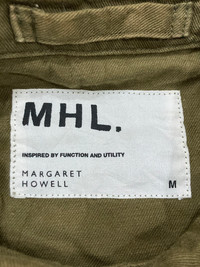 MHL.
INSPIRED BY FUNCTION AND UTILITY
MARGARET
HOWELL M